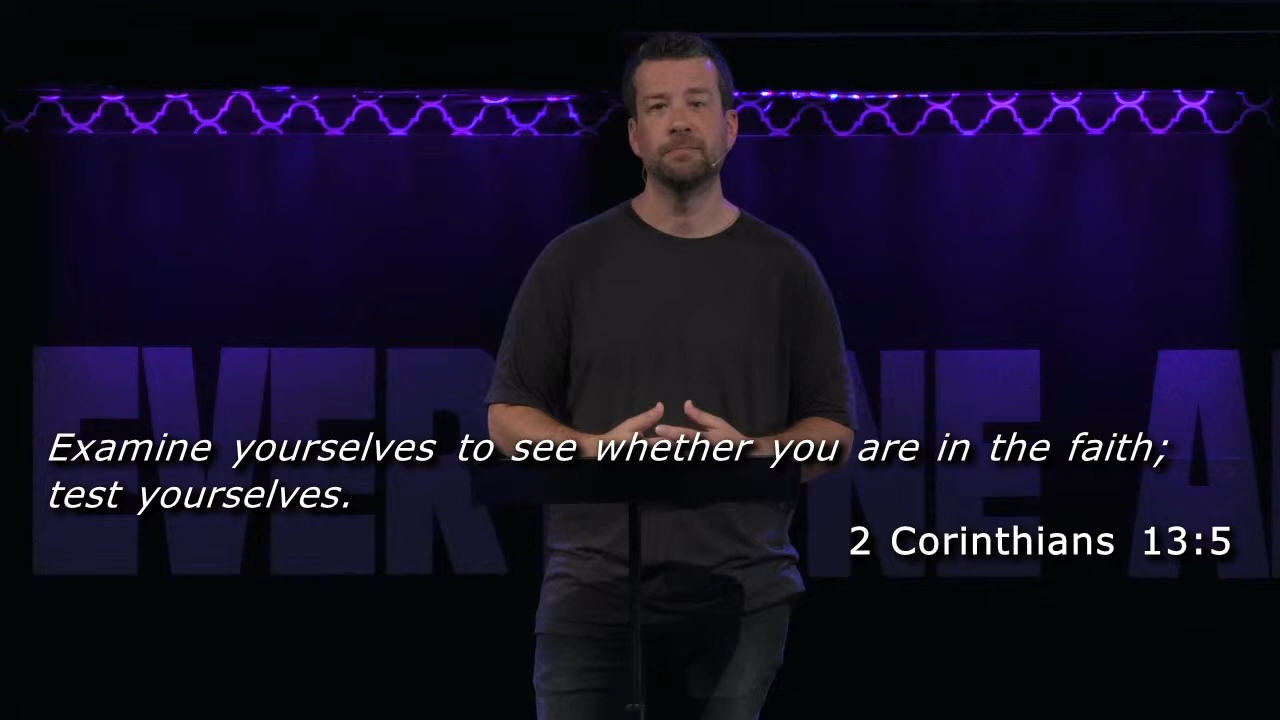 Examine yourselves to see whether you are in the faith;
test yourselves.
2 Corinthians 13:5